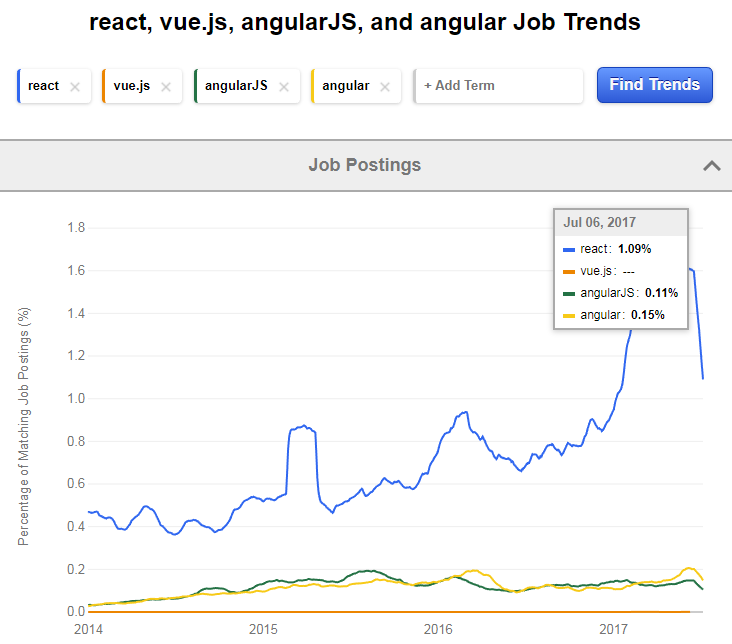 react, vue.js, angularJS, and angular Job Trends
react × vue.js × angularJS × angular × + Add Term Find Trends
Job Postings
Percentage of Matching Job Postings (%)
1.8
1.6
1.4
1.2
1.0
0.8
0.6
0.4
0.2
0.0
Jul 06, 2017
react: 1.09%
vue.js: ---
angularJS: 0.11%
angular: 0.15%
2014 2015 2016 2017